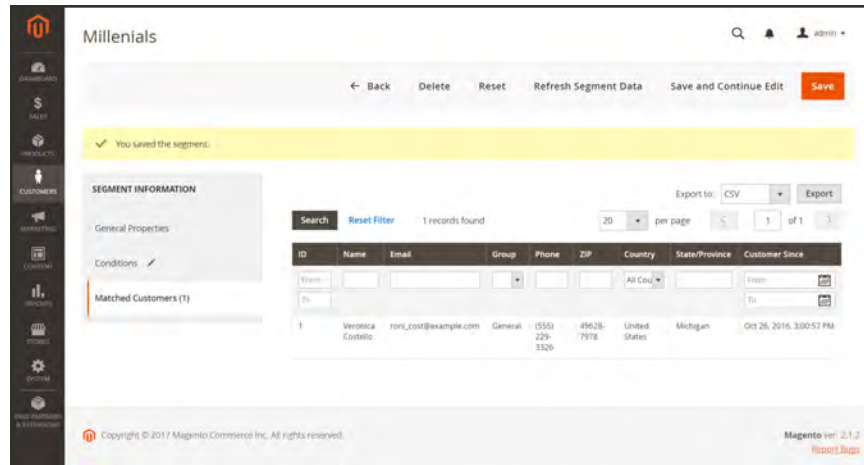 Millenials
admin
DASHBOARD
SALES
PRODUCTS
CUSTOMERS
MARKETING
CONTENT
REPORTS
STORES
SYSTEM
FIND PARTNERS
& EXTENSIONS
← Back Delete Reset Refresh Segment Data Save and Continue Edit Save
You saved the segment.
SEGMENT INFORMATION
General Properties
Conditions
Matched Customers (1)
Export to: CSV Export
Search Reset Filter 1 records found 20 per page 1 of 1
ID Name Email Group Phone ZIP Country State/Province Customer Since
From All Cou From
To To
1 Veronica Costello roni_cost@example.com General (555) 229-3326 49628-7978 United States Michigan Oct 26, 2016, 3:00:57 PM
Copyright © 2017 Magento Commerce Inc. All rights reserved.
Magento ver. 2.1.2
Report Bugs